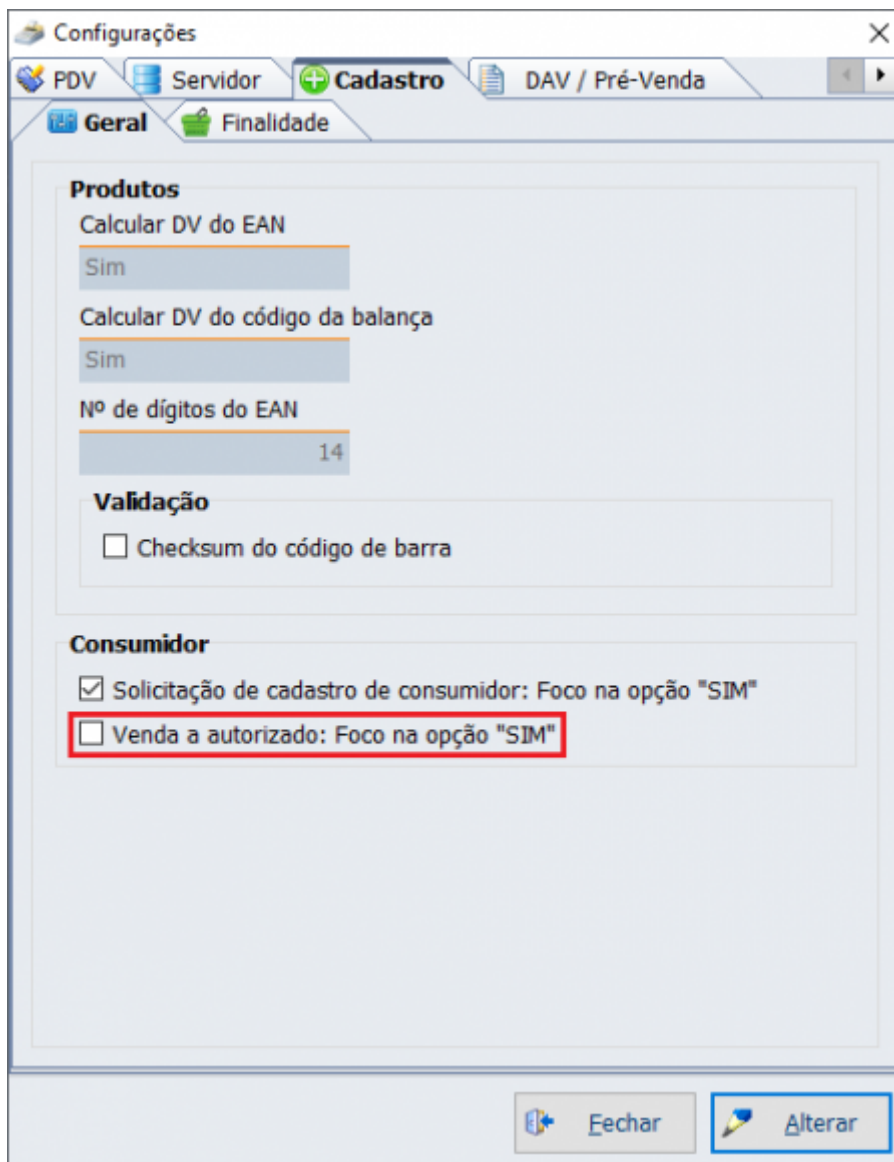 Configurações
PDV Servidor Cadastro DAV / Pré-Venda
Geral Finalidade
Produtos
Calcular DV do EAN
Sim
Calcular DV do código da balança
Sim
Nº de dígitos do EAN
14
Validação
Checksum do código de barra
Consumidor
Solicitação de cadastro de consumidor: Foco na opção "SIM"
Venda a autorizado: Foco na opção "SIM"
Fechar Alterar